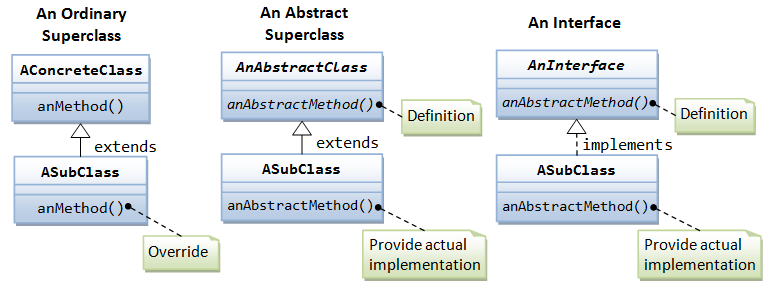 An Ordinary
Superclass
AConcreteClass
anMethod()
extends
ASubClass
anMethod()
Override
An Abstract
Superclass
AnAbstractClass
anAbstractMethod()
Definition
extends
ASubClass
anAbstractMethod()
Provide actual
implementation
An Interface
AnInterface
anAbstractMethod()
Definition
implements
ASubClass
anAbstractMethod()
Provide actual
implementation